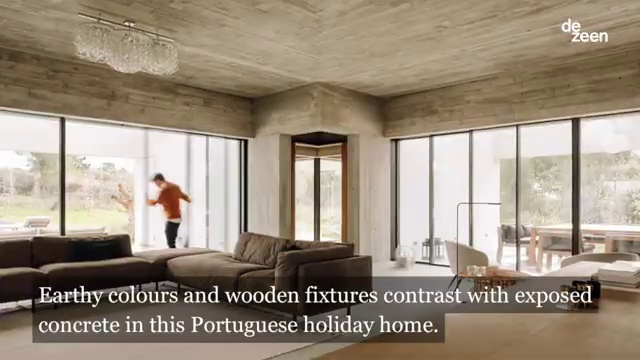 de
zeen
Earthy colours and wooden fixtures contrast with exposed
concrete in this Portuguese holiday home.